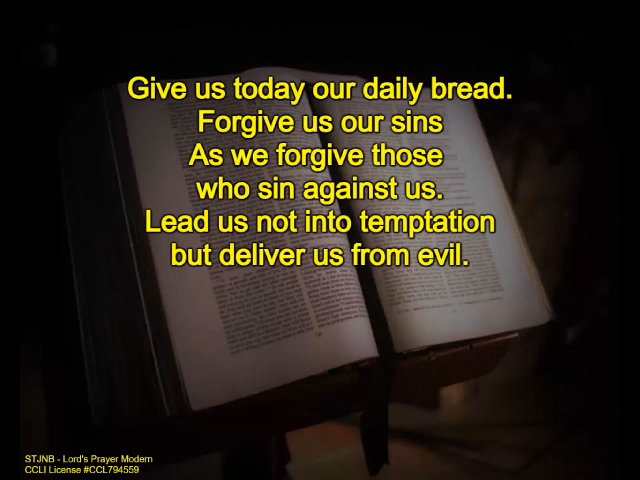 Give us today our daily bread.
Forgive us our sins
As we forgive those
who sin against us.
Lead us not into temptation
but deliver us from evil.
STJNB - Lord's Prayer Modern
CCLI License #CCL794559